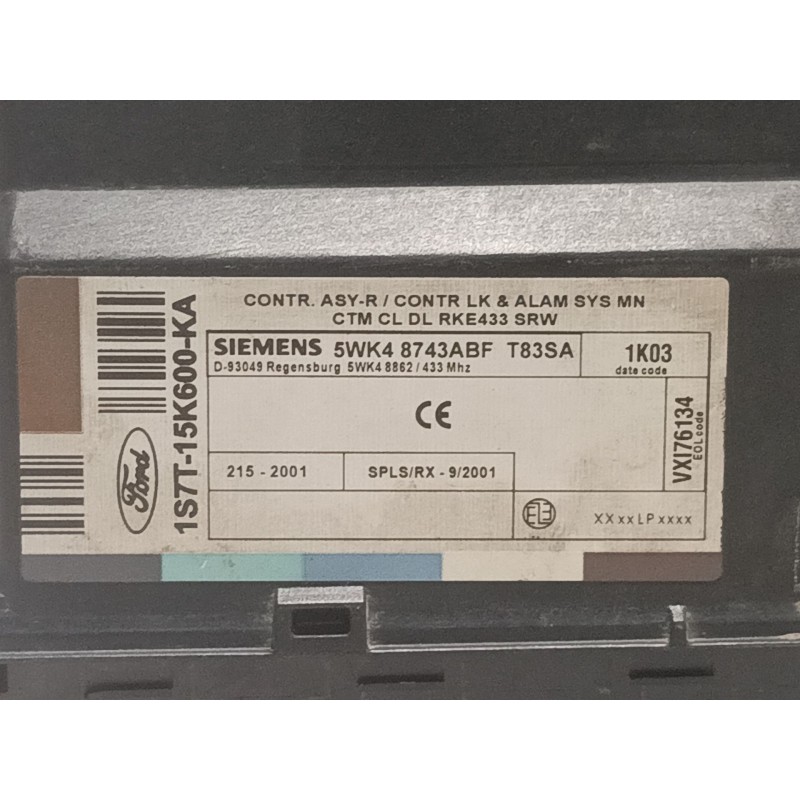 CONTR. ASY-R / CONTR LK & ALAM SYS MN
CTM CL DL RKE433 SRW
SIEMENS 5WK4 8743ABF T83SA
D-93049 Regensburg 5WK4 8862 / 433 Mhz
1K03
date code
CE
VXI76134
EOL code
215 - 2001
SPLS/RX - 9/2001
XXxxLPxxxx
Ford
1S7T-15K600-KA